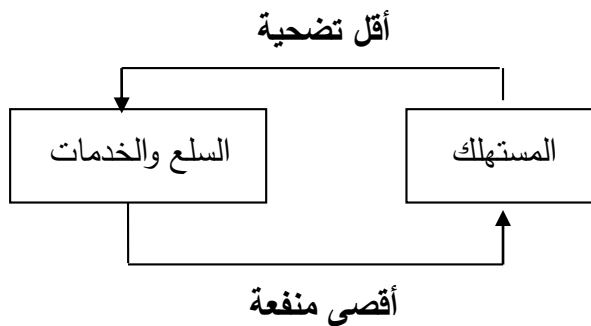 أقل تضحية
المستهلك
السلع والخدمات
أقصى منفعة